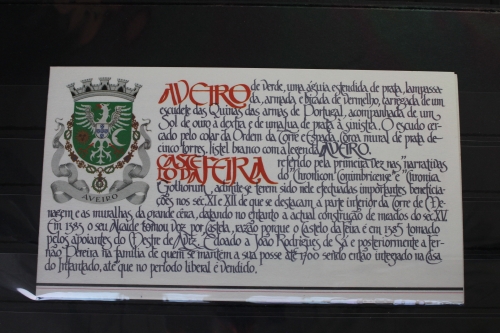 AVEIRO
AVEIRO de verde, uma águia estendida de prata, lampassa-
da, armada, e bicada de vermelho, carregada de um
escudete das Quinas das armas de Portugal, acompanhada de um
Sol de ouro à dextra e de uma lua de prata à sinistra. O escudo cer-
cado pelo colar da Ordem da Torre e Espada. Coroa mural de prata de
cinco torres. Listel branco com a legenda AVEIRO.
CASTELO DA FEIRA referido pela primeira vez nas "narrativas
do "Chronicon Conimbriense" e "Chronica
Gothorum", admite-se terem sido nele efectuadas importantes beneficia-
ções nos séc. XI e XII de que se destacam a parte inferior da Torre de Me-
nagem e as muralhas da grande cêrca, datando no entanto a actual construção de meados do séc. XV.
Em 1385 o seu Alcaide tomou voz por Castela, razão porque o Castelo da Feira é em 1385 tomado
pelos apoiantes do Mestre de Aviz. É doado a João Rodrigues de Sá e posteriormente a Fer-
não Pereira na família de quem se mantem a sua posse até 1700 sendo então integrado na Casa
do Infantado, até que no período liberal é vendido.